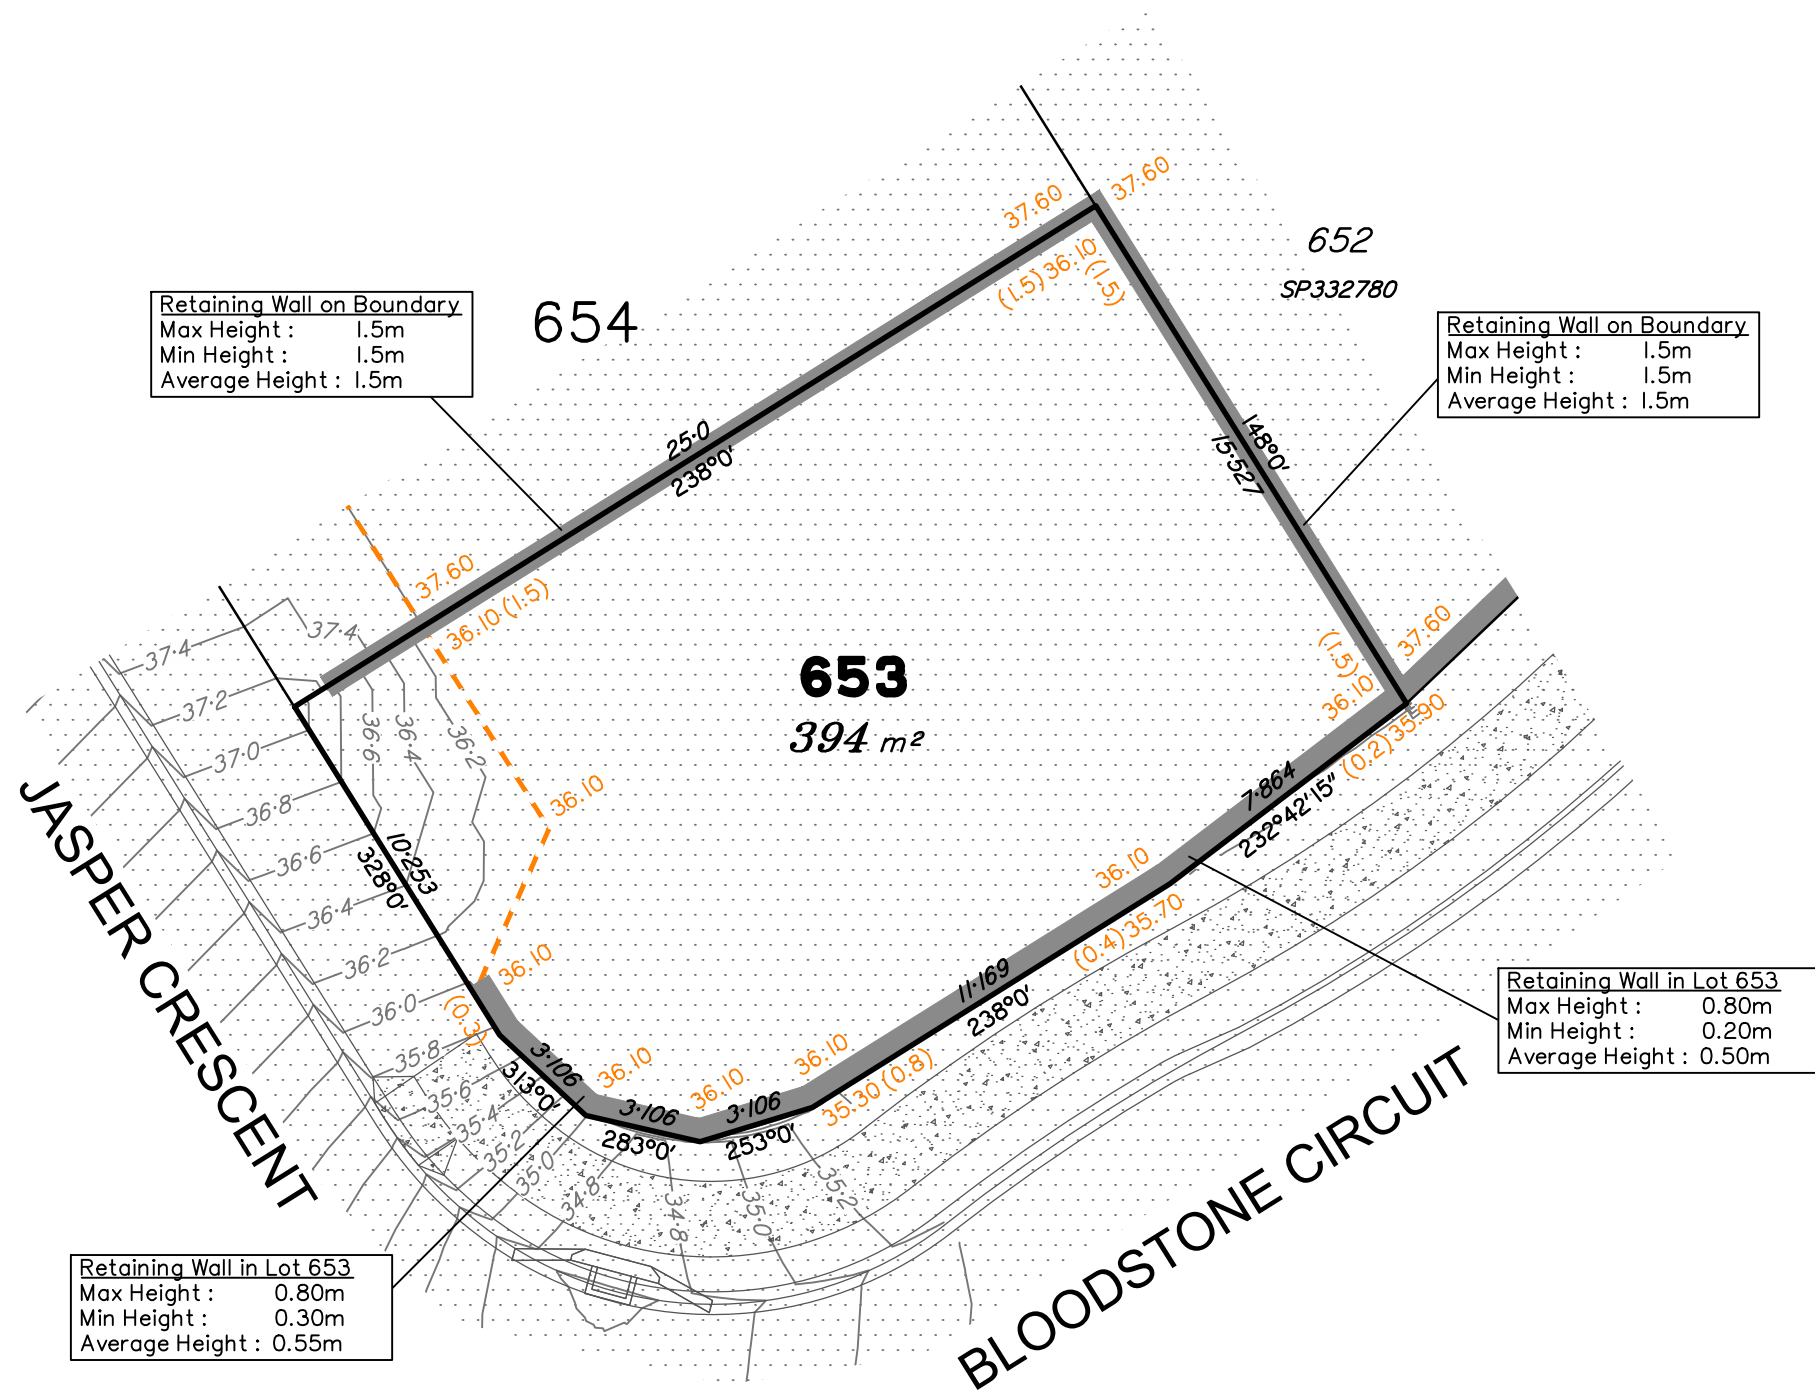 37.60
37.60
652
SP332780
(1.5) 36.10
(1.5)
654
Retaining Wall on Boundary
Max Height : 1.5m
Min Height : 1.5m
Average Height : 1.5m
Retaining Wall on Boundary
Max Height : 1.5m
Min Height : 1.5m
Average Height : 1.5m
25·0
238°0'
148°0'
15·527
37.60
36.10 (1.5)
37·4
37·4
37·2
37·0
36·8
36·6
36·4
36·2
36·0
35·8
35·6
35·4
35·2
35·0
34·8
34·8
35·0
35·2
36·6
36·4
36·2
653
394 m²
37.60
(1.5)
36.10
(0.2) 35.90
7·864
232°42'15"
36.10
10·253
328°0'
36.10
(0.4) 35.70
36.10
(0.3)
11·169
238°0'
JASPER CRESCENT
Retaining Wall in Lot 653
Max Height : 0.80m
Min Height : 0.20m
Average Height : 0.50m
3·106
313°0'
36.10
3·106
283°0'
36.10
3·106
253°0'
36.10
35.30 (0.8)
BLOODSTONE CIRCUIT
Retaining Wall in Lot 653
Max Height : 0.80m
Min Height : 0.30m
Average Height : 0.55m